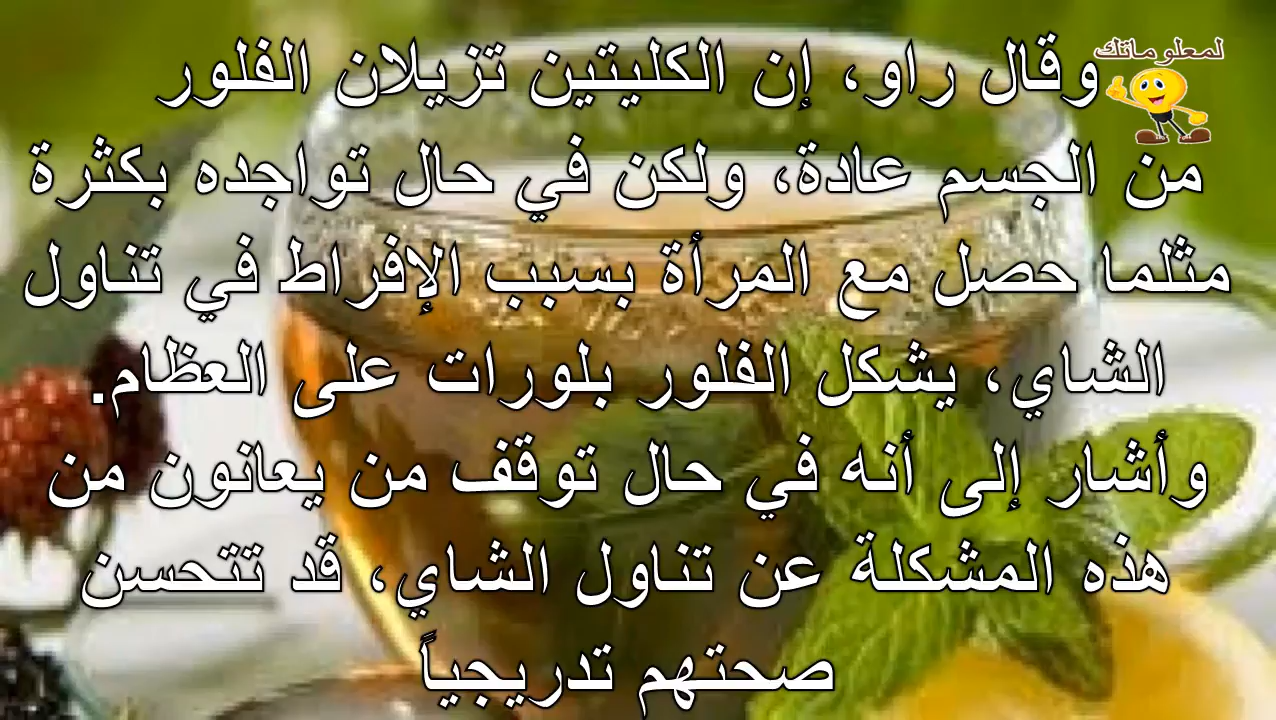 لمعلوماتك
وقال راو، إن الكليتين تزيلان الفلور
من الجسم عادة، ولكن في حال تواجده بكثرة
مثلما حصل مع المرأة بسبب الإفراط في تناول
الشاي، يشكل الفلور بلورات على العظام.
وأشار إلى أنه في حال توقف من يعانون من
هذه المشكلة عن تناول الشاي، قد تتحسن
صحتهم تدريجياً